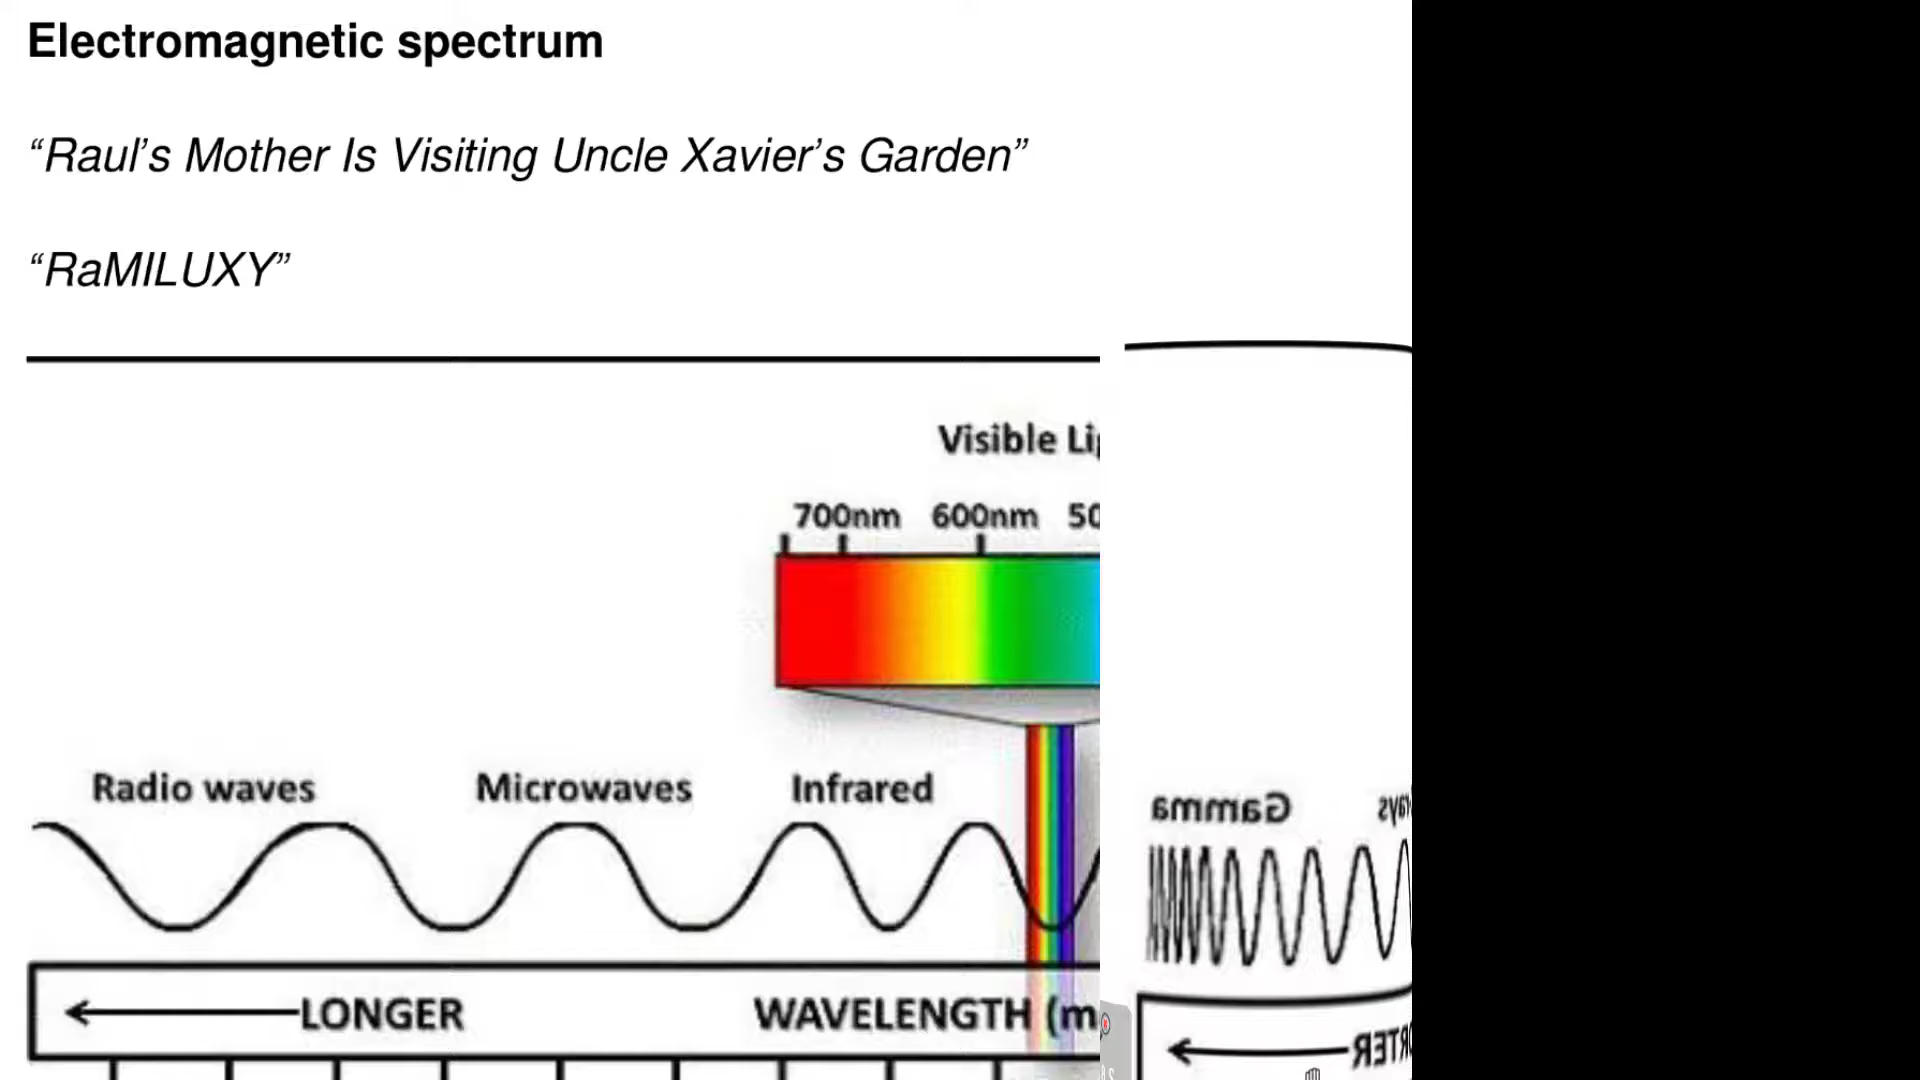 Electromagnetic spectrum
“Raul’s Mother Is Visiting Uncle Xavier’s Garden”
“RaMILUXY”
Visible
700nm 600nm 50
Radio waves Microwaves Infrared Gamma
LONGER WAVELENGTH (m